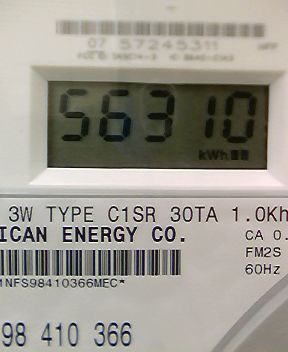 07 57245311
56310
kWh
3W TYPE C1SR 30TA 1.0Kh
ICAN ENERGY CO.
CA 0.
FM2S
60Hz
1NFS98410366MEC*
98 410 366